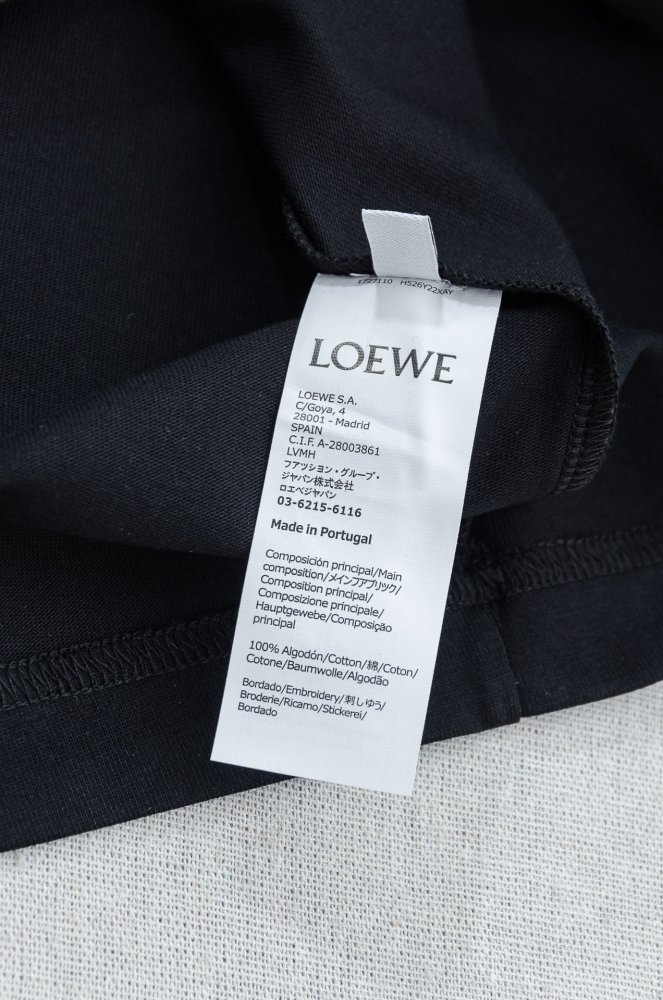 1727110 H526Y22XAY
LOEWE
LOEWE S.A.
C/Goya, 4
28001 - Madrid
SPAIN
C.I.F. A-28003861
LVMH
ファッション・グループ・
ジャパン株式会社
ロエベジャパン
03-6215-6116
Made in Portugal
Composición principal/Main
composition/メインファブリック/
Composition principal/
Composizione principale/
Hauptgewebe/Composição
principal
100% Algodón/Cotton/綿/Coton/
Cotone/Baumwolle/Algodão
Bordado/Embroidery/刺しゅう/
Broderie/Ricamo/Stickerei/
Bordado